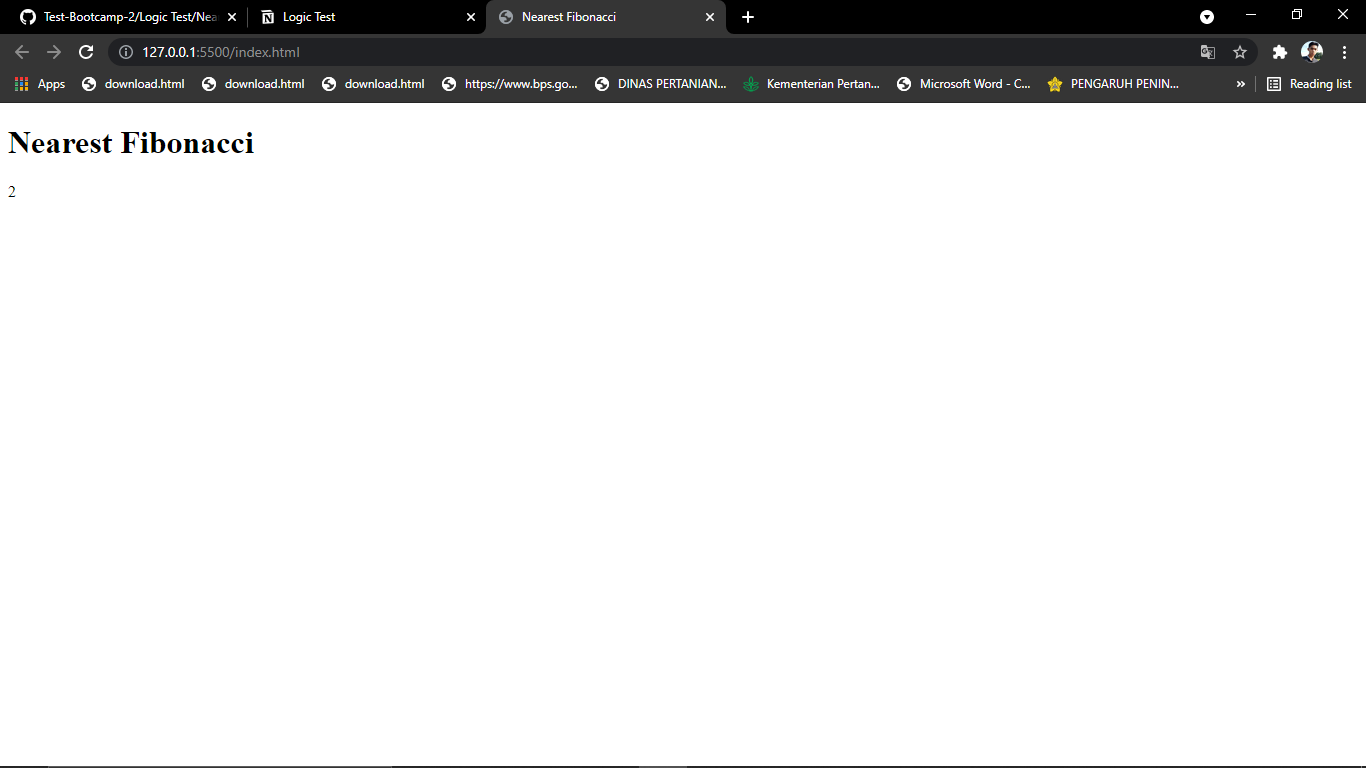 Test-Bootcamp-2/Logic Test/Nea
Logic Test
Nearest Fibonacci
127.0.0.1:5500/index.html
Apps
download.html
download.html
download.html
https://www.bps.go...
DINAS PERTANIAN...
Kementerian Pertan...
Microsoft Word - C...
PENGARUH PENIN...
»
Reading list
Nearest Fibonacci
2